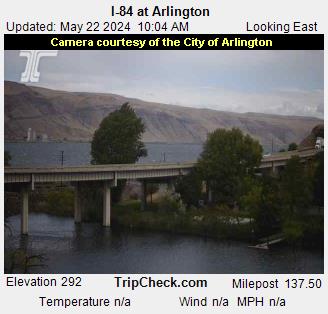 I-84 at Arlington
Updated: May 22 2024 10:04 AM Looking East
Camera courtesy of the City of Arlington
Elevation 292 TripCheck.com Milepost 137.50
Temperature n/a Wind n/a MPH n/a